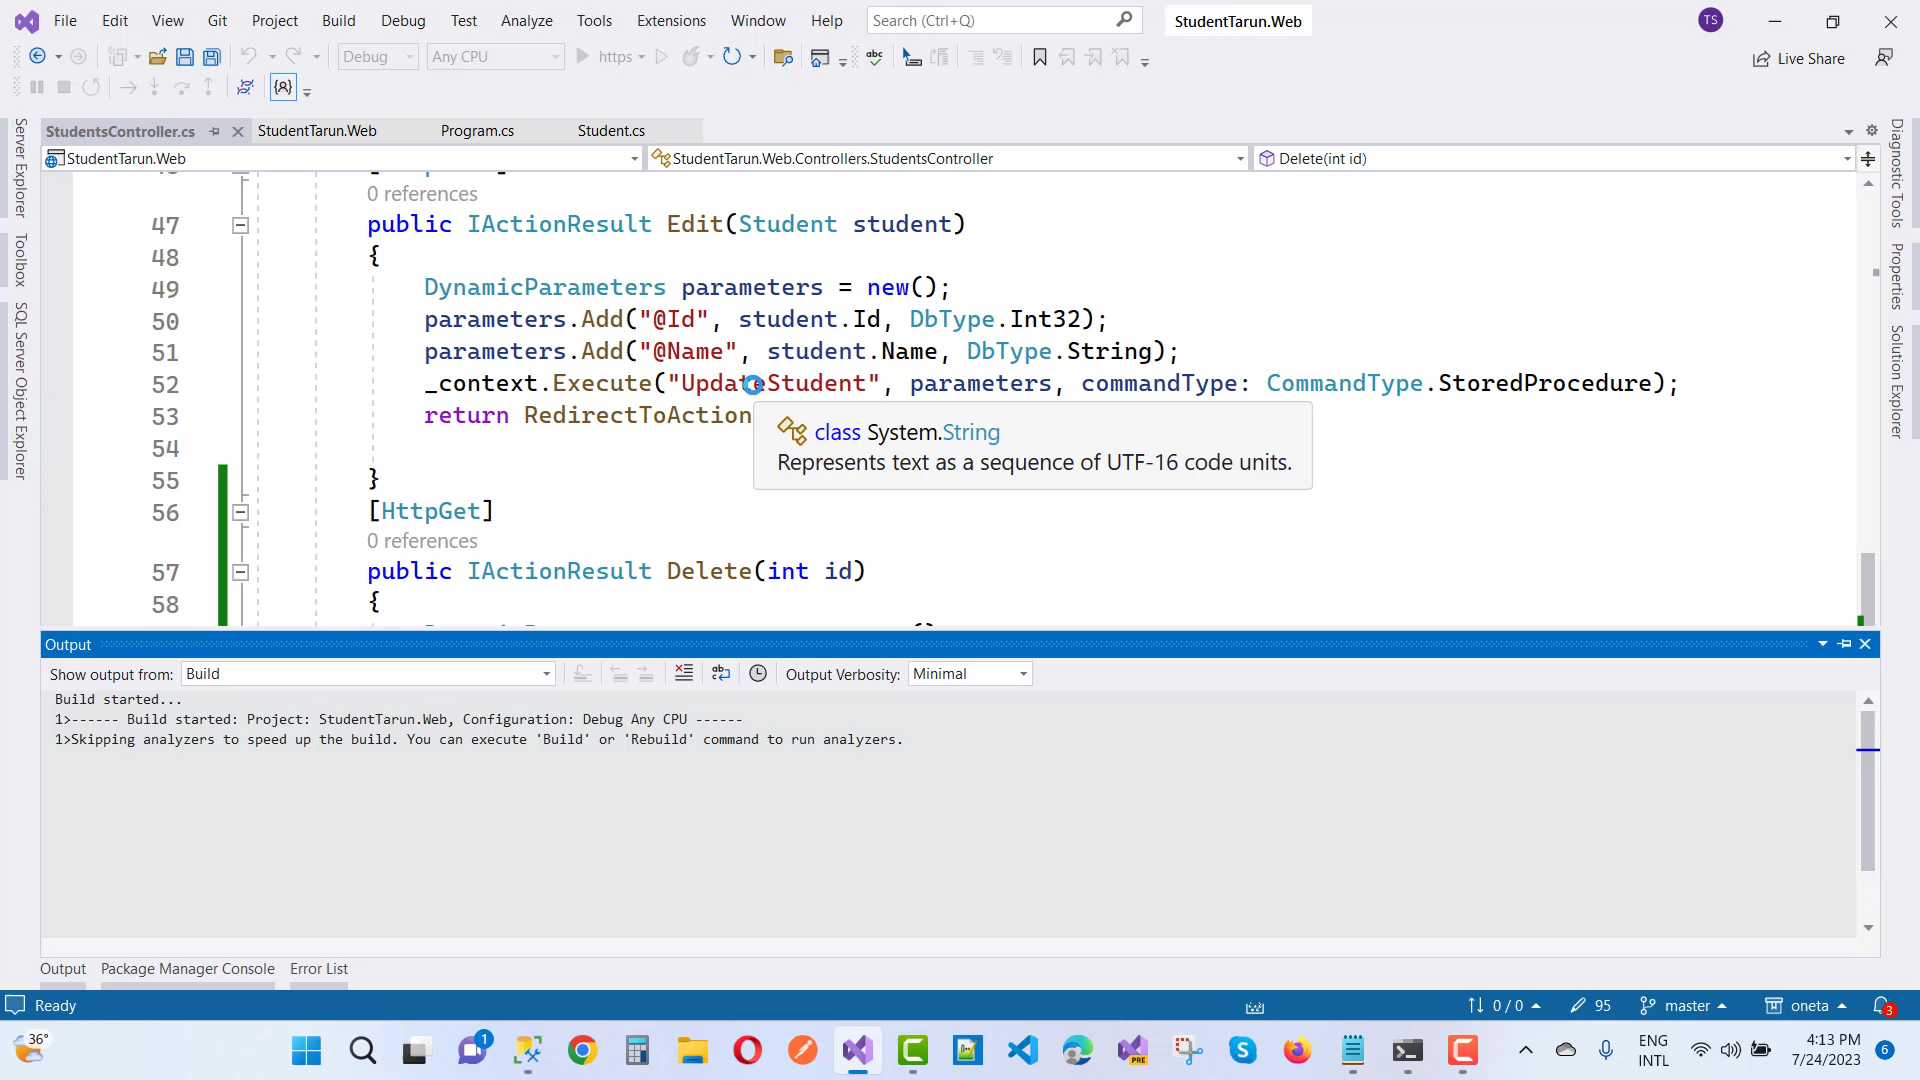 File Edit View Git Project Build Debug Test Analyze Tools Extensions Window Help Search (Ctrl+Q) StudentTarun.Web TS
Debug Any CPU https Live Share
StudentsController.cs StudentTarun.Web Program.cs Student.cs
StudentTarun.Web StudentTarun.Web.Controllers.StudentsController Delete(int id)
Server Explorer
Toolbox
SQL Server Object Explorer
Diagnostic Tools
Properties
Solution Explorer
0 references
47 public IActionResult Edit(Student student)
48 {
49 DynamicParameters parameters = new();
50 parameters.Add("@Id", student.Id, DbType.Int32);
51 parameters.Add("@Name", student.Name, DbType.String);
52 _context.Execute("UpdateStudent", parameters, commandType: CommandType.StoredProcedure);
53 return RedirectToAction
class System.String
Represents text as a sequence of UTF-16 code units.
54
55 }
56 [HttpGet]
0 references
57 public IActionResult Delete(int id)
58 {
Output
Show output from: Build Output Verbosity: Minimal
Build started...
1>------ Build started: Project: StudentTarun.Web, Configuration: Debug Any CPU ------
1>Skipping analyzers to speed up the build. You can execute 'Build' or 'Rebuild' command to run analyzers.
Output Package Manager Console Error List
Ready 0 / 0 95 master oneta 3
36° 1 PRE ENG INTL 4:13 PM 7/24/2023 6